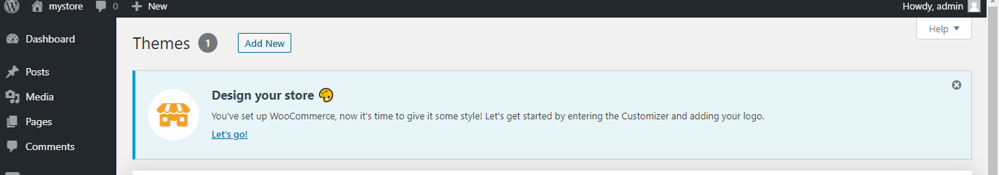 mystore
0
New
Howdy, admin
Dashboard
Posts
Media
Pages
Comments
Themes 1 Add New
Help
Design your store
You've set up WooCommerce, now it's time to give it some style! Let's get started by entering the Customizer and adding your logo.
Let's go!